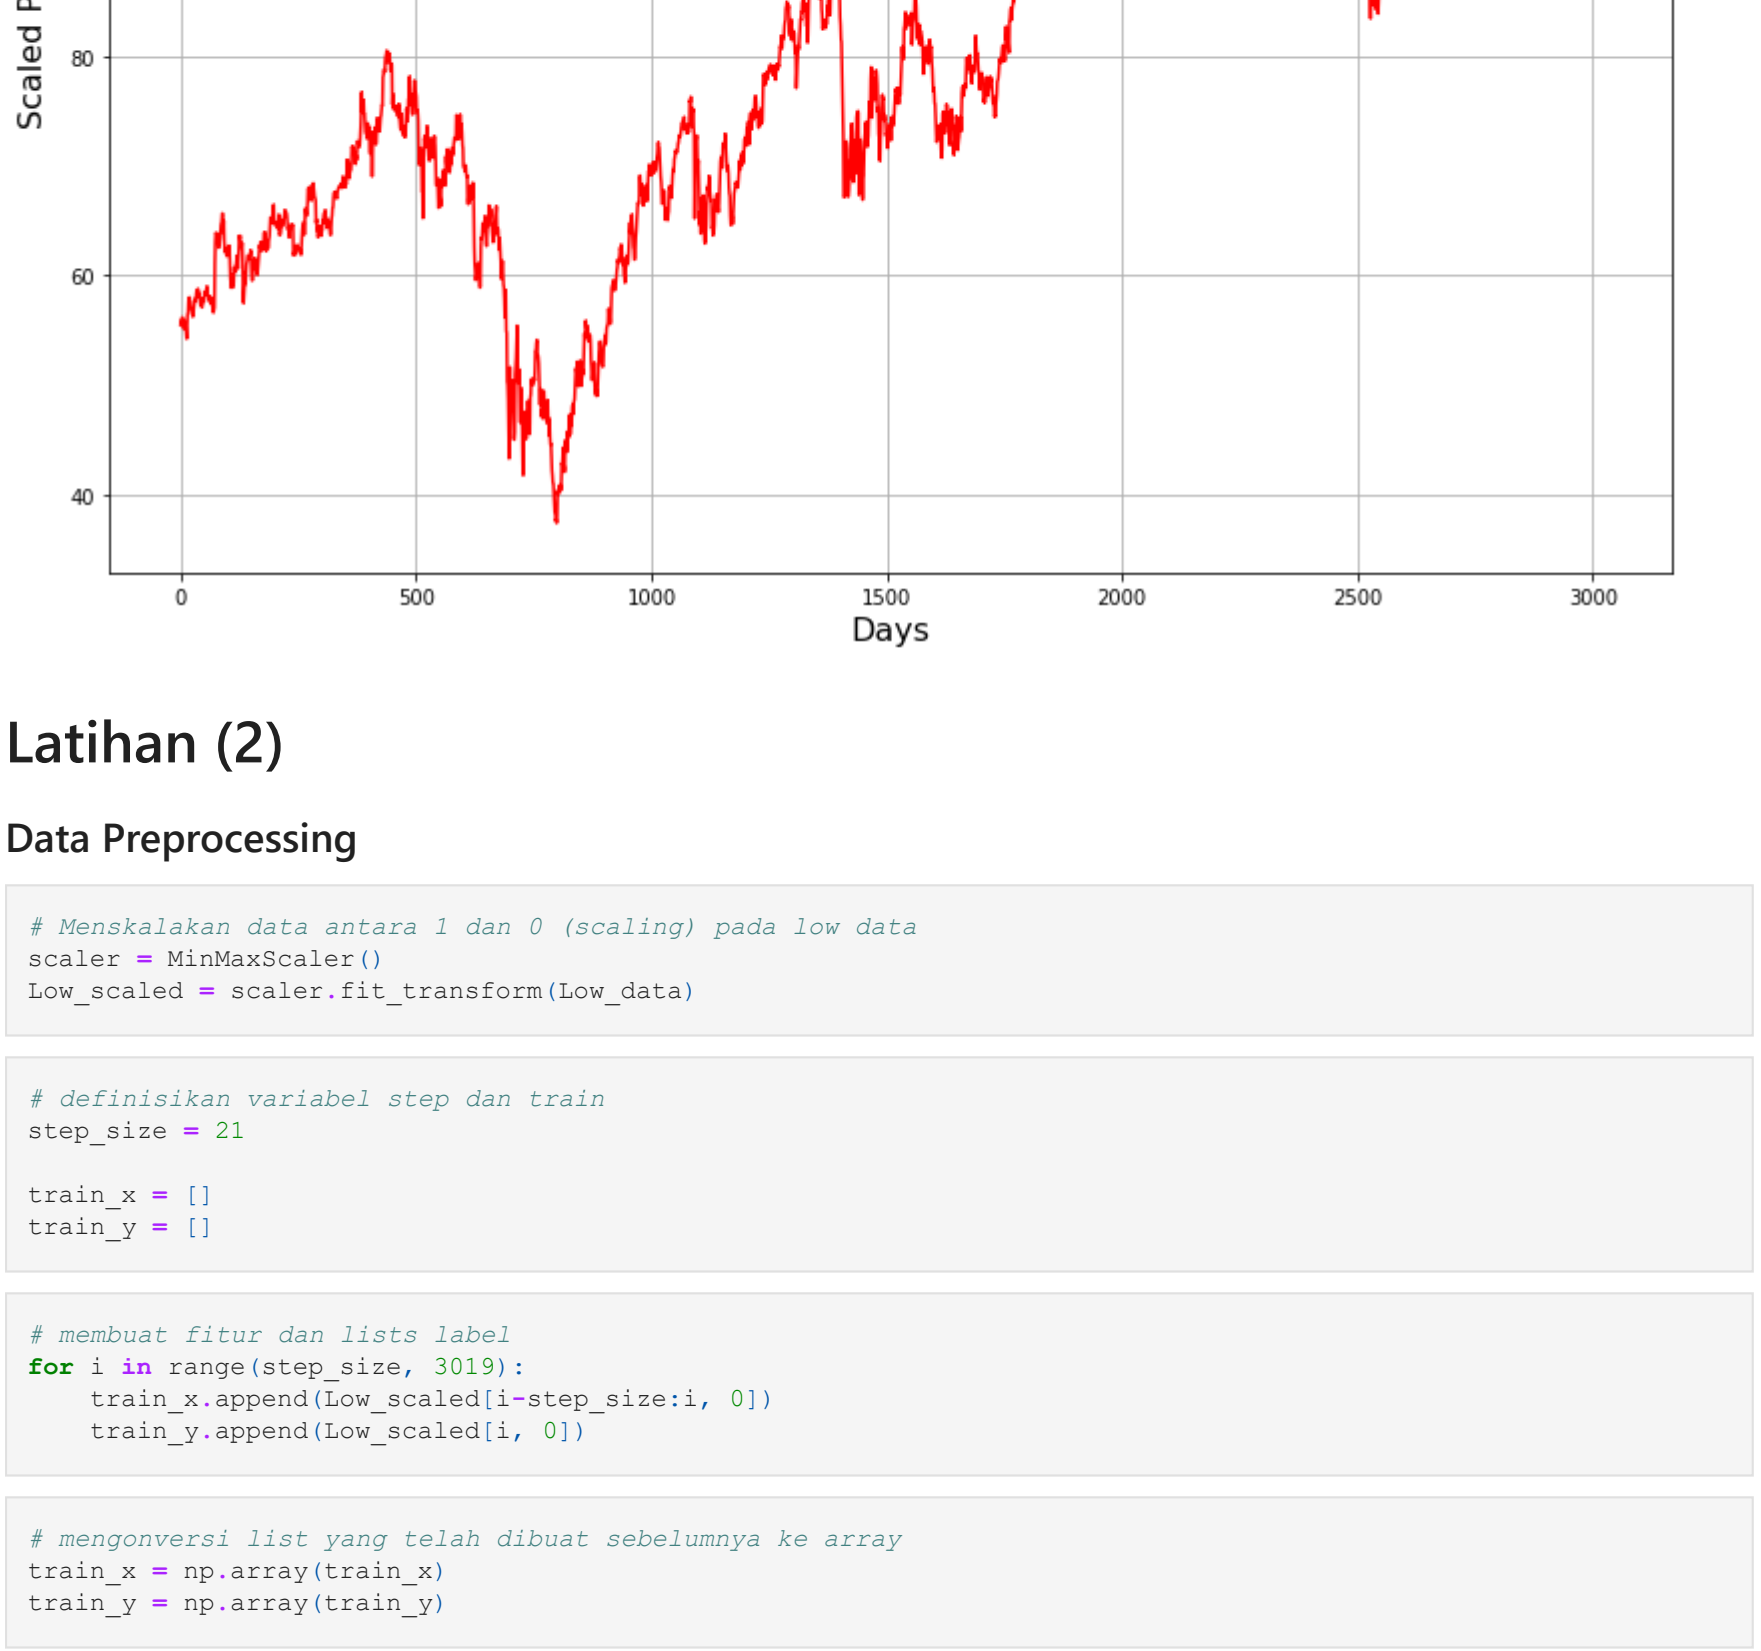 Scaled
80
60
40
0 500 1000 1500 2000 2500 3000
Days
Latihan (2)
Data Preprocessing
# Menskalakan data antara 1 dan 0 (scaling) pada low data
scaler = MinMaxScaler()
Low_scaled = scaler.fit_transform(Low_data)
# definisikan variabel step dan train
step_size = 21
train_x = []
train_y = []
# membuat fitur dan lists label
for i in range(step_size, 3019):
    train_x.append(Low_scaled[i-step_size:i, 0])
    train_y.append(Low_scaled[i, 0])
# mengonversi list yang telah dibuat sebelumnya ke array
train_x = np.array(train_x)
train_y = np.array(train_y)